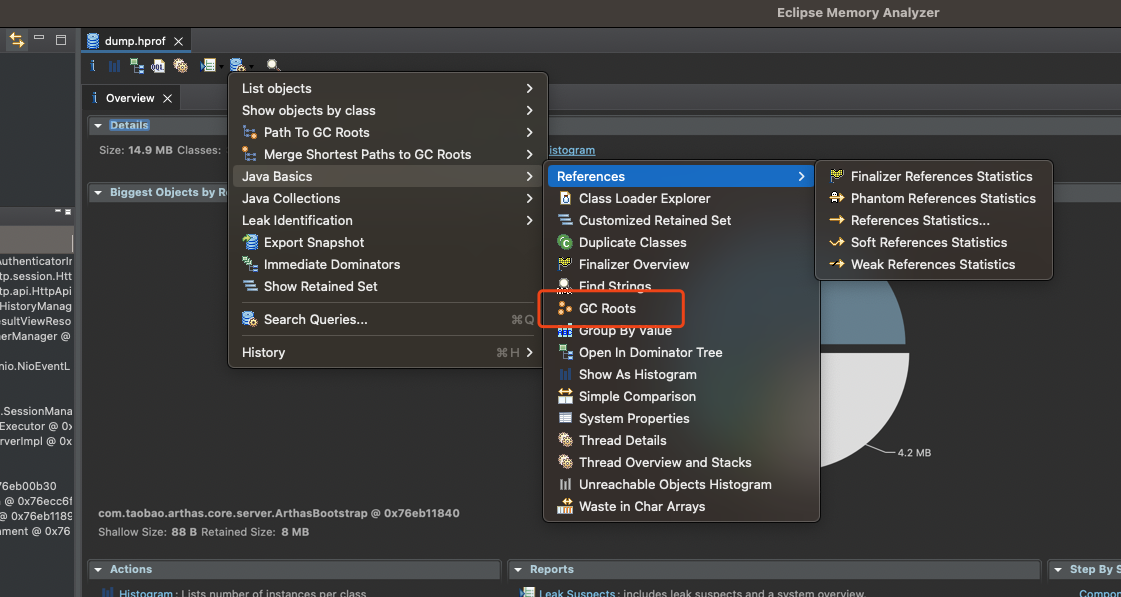 Eclipse Memory Analyzer
dump.hprof
Overview
Details
Size: 14.9 MB Classes:
istogram
Biggest Objects by R
List objects
Show objects by class
Path To GC Roots
Merge Shortest Paths to GC Roots
Java Basics
Java Collections
Leak Identification
Export Snapshot
Immediate Dominators
Show Retained Set
Search Queries... ⌘Q
History ⌘H
References
Class Loader Explorer
Customized Retained Set
Duplicate Classes
Finalizer Overview
Find Strings
GC Roots
Group By Value
Open In Dominator Tree
Show As Histogram
Simple Comparison
System Properties
Thread Details
Thread Overview and Stacks
Unreachable Objects Histogram
Waste in Char Arrays
Finalizer References Statistics
Phantom References Statistics
References Statistics...
Soft References Statistics
Weak References Statistics
4.2 MB
AuthenticatorIr
tp.session.Htt
tp.api.HttpApi
HistoryManag
esultViewReso
nerManager @
nio.NioEventL
.SessionMana
Executor @ 0x
erverImpl @ 0x
76eb00b30
@ 0x76ecc6f
@ 0x76eb1189
nment @ 0x76
com.taobao.arthas.core.server.ArthasBootstrap @ 0x76eb11840
Shallow Size: 88 B Retained Size: 8 MB
Actions
Histogram: Lists number of instances per class
Reports
Leak Suspects: includes leak suspects and a system overview.
Step By S
Compon